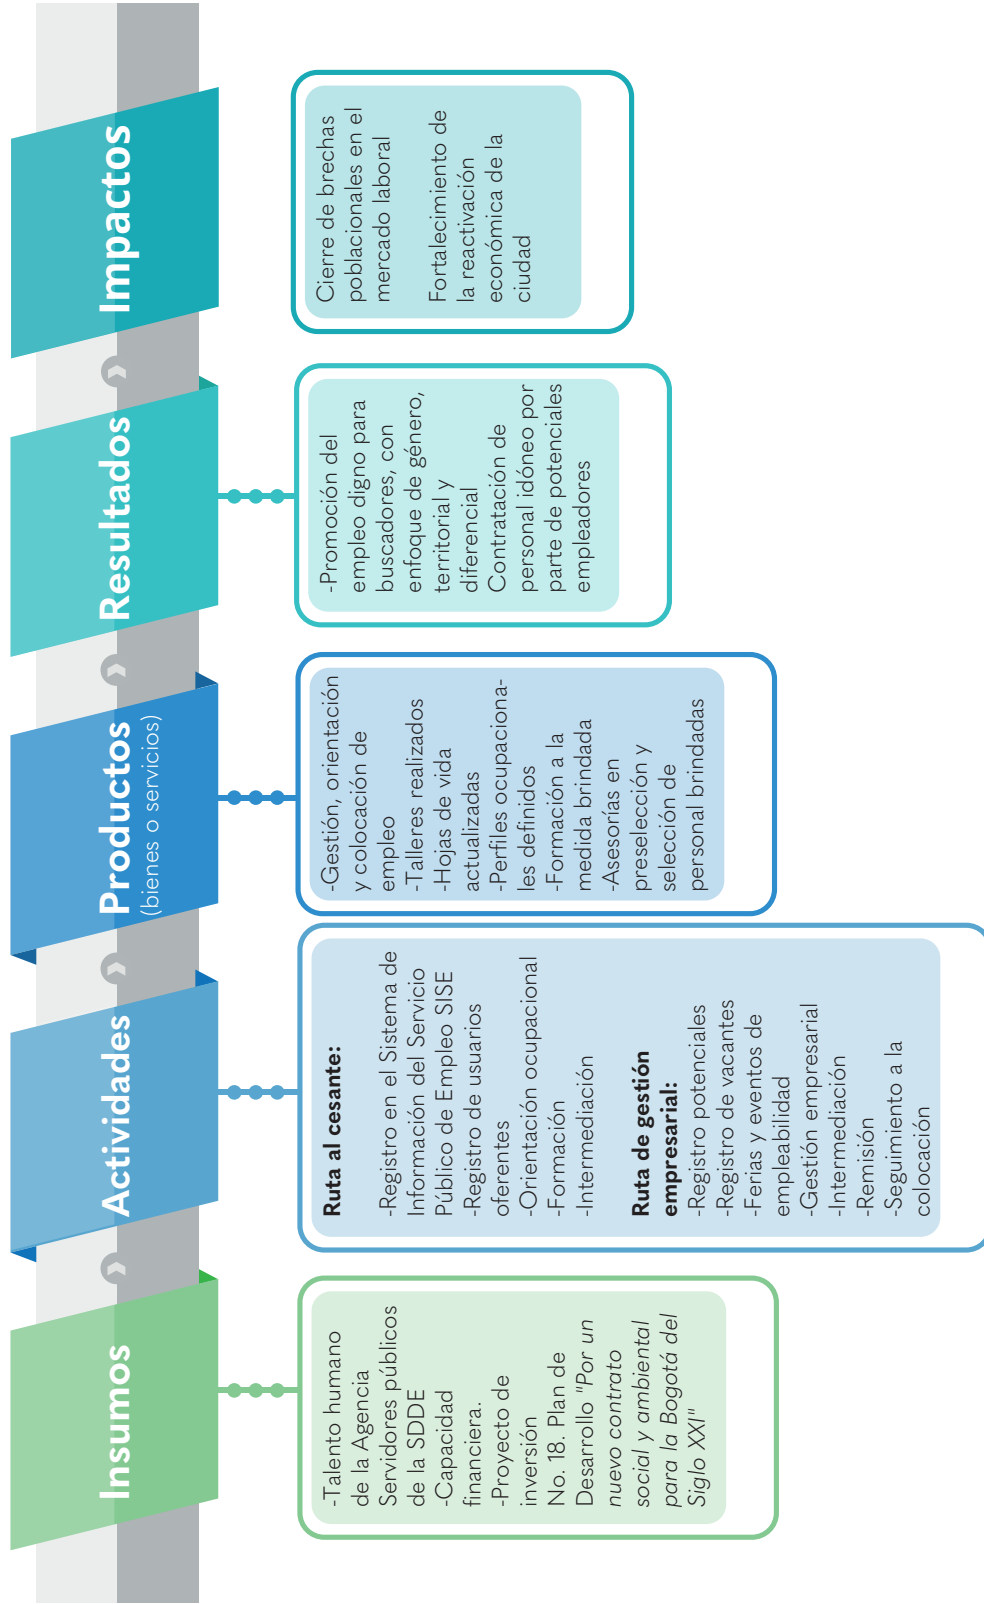 Insumos
-Talento humano
de la Agencia
Servidores públicos
de la SDDE
-Capacidad
financiera.
-Proyecto de
inversión
No. 18. Plan de
Desarrollo "Por un
nuevo contrato
social y ambiental
para la Bogotá del
Siglo XXI"
Actividades
Ruta al cesante:
-Registro en el Sistema de
Información del Servicio
Público de Empleo SISE
-Registro de usuarios
oferentes
-Orientación ocupacional
-Formación
-Intermediación
Ruta de gestión
empresarial:
-Registro potenciales
-Registro de vacantes
-Ferias y eventos de
empleabilidad
-Gestión empresarial
-Intermediación
-Remisión
-Seguimiento a la
colocación
Productos
(bienes o servicios)
-Gestión, orientación
y colocación de
empleo
-Talleres realizados
-Hojas de vida
actualizadas
-Perfiles ocupaciona-
les definidos
-Formación a la
medida brindada
-Asesorías en
preselección y
selección de
personal brindadas
Resultados
-Promoción del
empleo digno para
buscadores, con
enfoque de género,
territorial y
diferencial
Contratación de
personal idóneo por
parte de potenciales
empleadores
Impactos
Cierre de brechas
poblacionales en el
mercado laboral
Fortalecimiento de
la reactivación
económica de la
ciudad